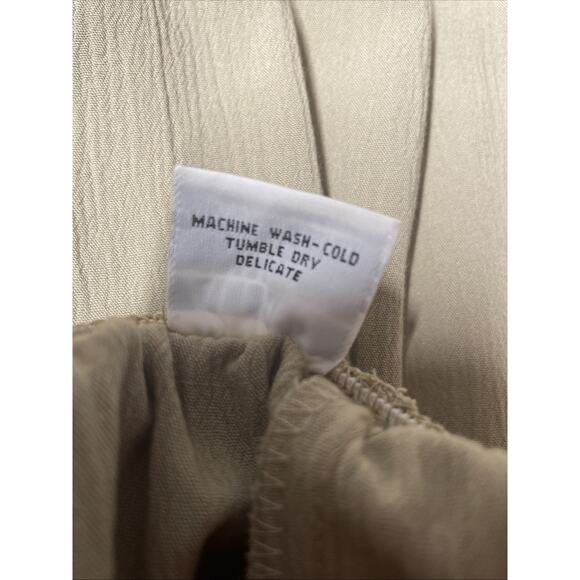 MACHINE WASH-COLD
TUMBLE DRY
DELICATE